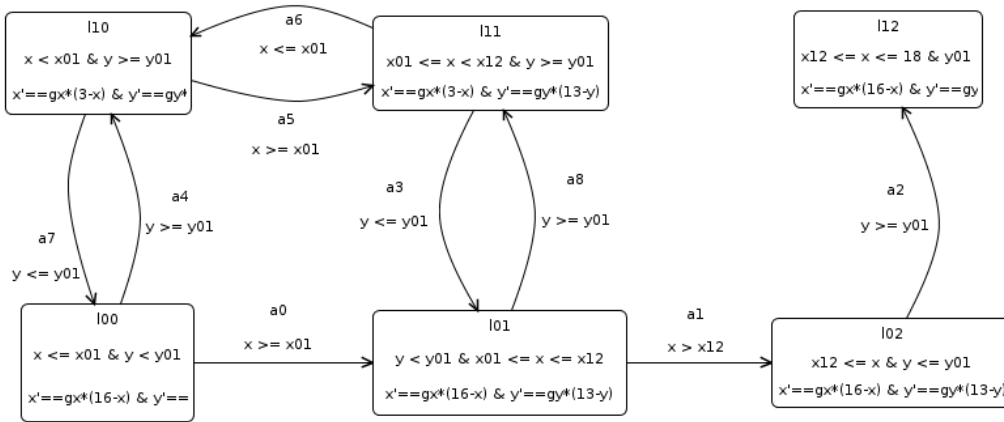 l10
x < x01 & y >= y01
x'==gx*(3-x) & y'==gy*
a6
x <= x01
l11
x01 <= x < x12 & y >= y01
x'==gx*(3-x) & y'==gy*(13-y)
l12
x12 <= x <= 18 & y01
x'==gx*(16-x) & y'==gy
a5
x >= x01
a7
y <= y01
a4
y >= y01
a3
y <= y01
a8
y >= y01
a2
y >= y01
l00
x <= x01 & y < y01
x'==gx*(16-x) & y'==
a0
x >= x01
l01
y < y01 & x01 <= x <= x12
x'==gx*(16-x) & y'==gy*(13-y)
a1
x > x12
l02
x12 <= x & y <= y01
x'==gx*(16-x) & y'==gy*(13-y)